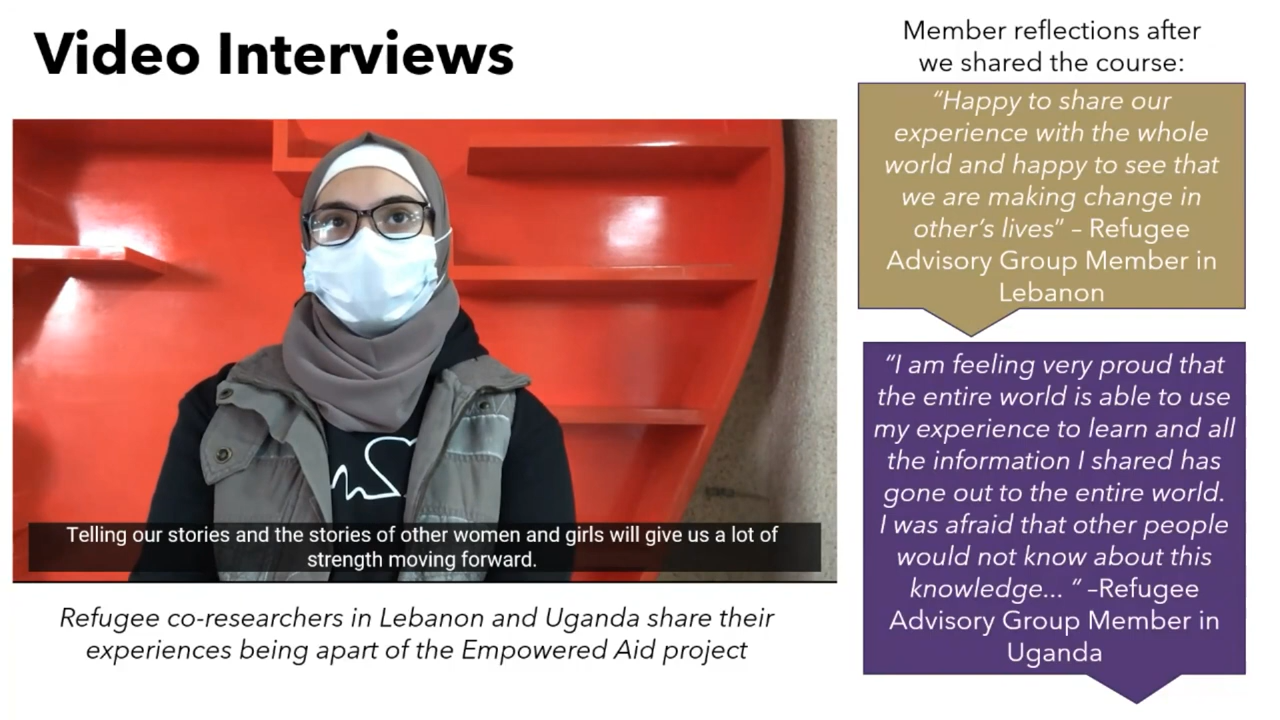 Video Interviews
Telling our stories and the stories of other women and girls will give us a lot of
strength moving forward.
Refugee co-researchers in Lebanon and Uganda share their
experiences being apart of the Empowered Aid project
Member reflections after
we shared the course:
“Happy to share our
experience with the whole
world and happy to see that
we are making change in
other’s lives” – Refugee
Advisory Group Member in
Lebanon
“I am feeling very proud that
the entire world is able to use
my experience to learn and all
the information I shared has
gone out to the entire world.
I was afraid that other people
would not know about this
knowledge... “ –Refugee
Advisory Group Member in
Uganda